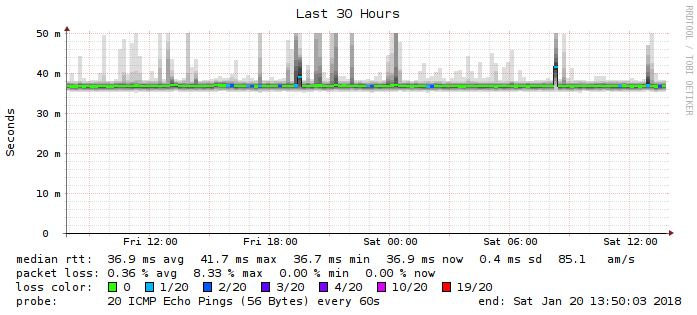 Last 30 Hours
RRDTOOL / TOBI OETIKER
Seconds
50 m
40 m
30 m
20 m
10 m
0
Fri 12:00 Fri 18:00 Sat 00:00 Sat 06:00 Sat 12:00
median rtt: 36.9 ms avg 41.7 ms max 36.7 ms min 36.9 ms now 0.4 ms sd 85.1 am/s
packet loss: 0.36 % avg 8.33 % max 0.00 % min 0.00 % now
loss color: 0 1/20 2/20 3/20 4/20 10/20 19/20
probe: 20 ICMP Echo Pings (56 Bytes) every 60s end: Sat Jan 20 13:50:03 2018